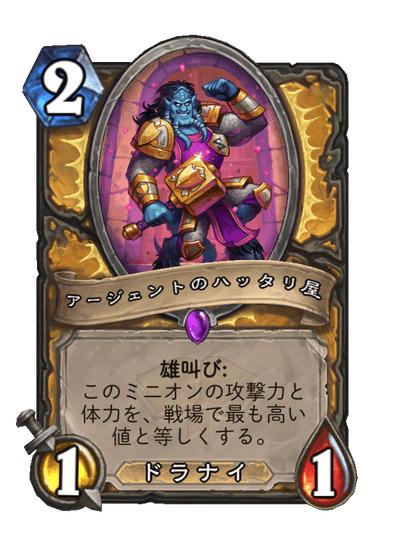 2
アージェントのハッタリ屋
雄叫び:
このミニオンの攻撃力と
体力を、戦場で最も高い
値と等しくする。
ドラナイ
1
1